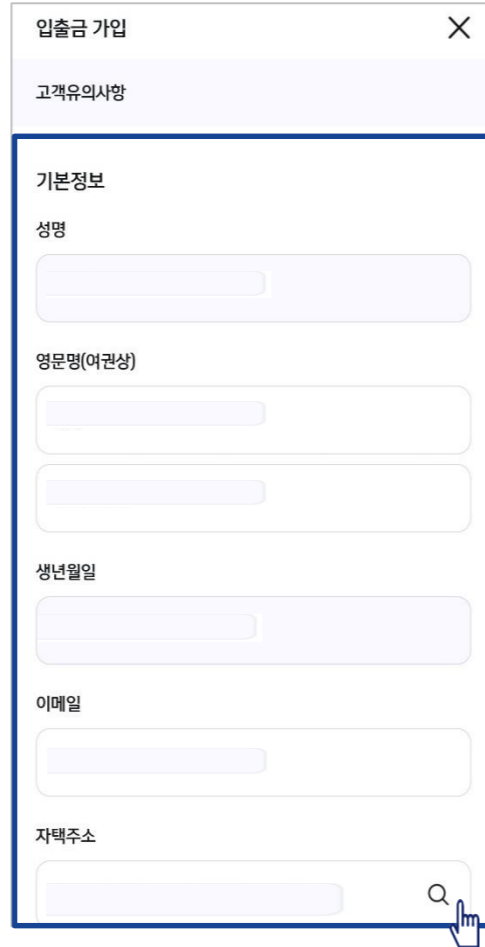 입출금 가입
고객유의사항
기본정보
성명
영문명(여권상)
생년월일
이메일
자택주소